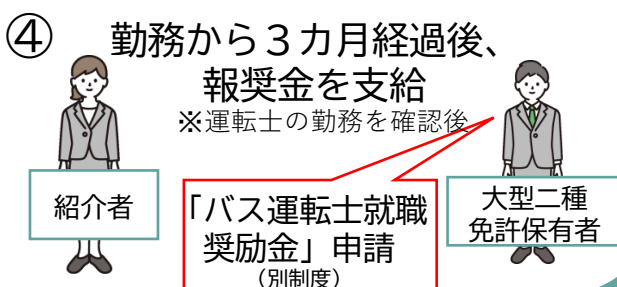 ④ 勤務から３カ月経過後、
報奨金を支給
※運転士の勤務を確認後
紹介者
「バス運転士就職
奨励金」申請
（別制度）
大型二種
免許保有者